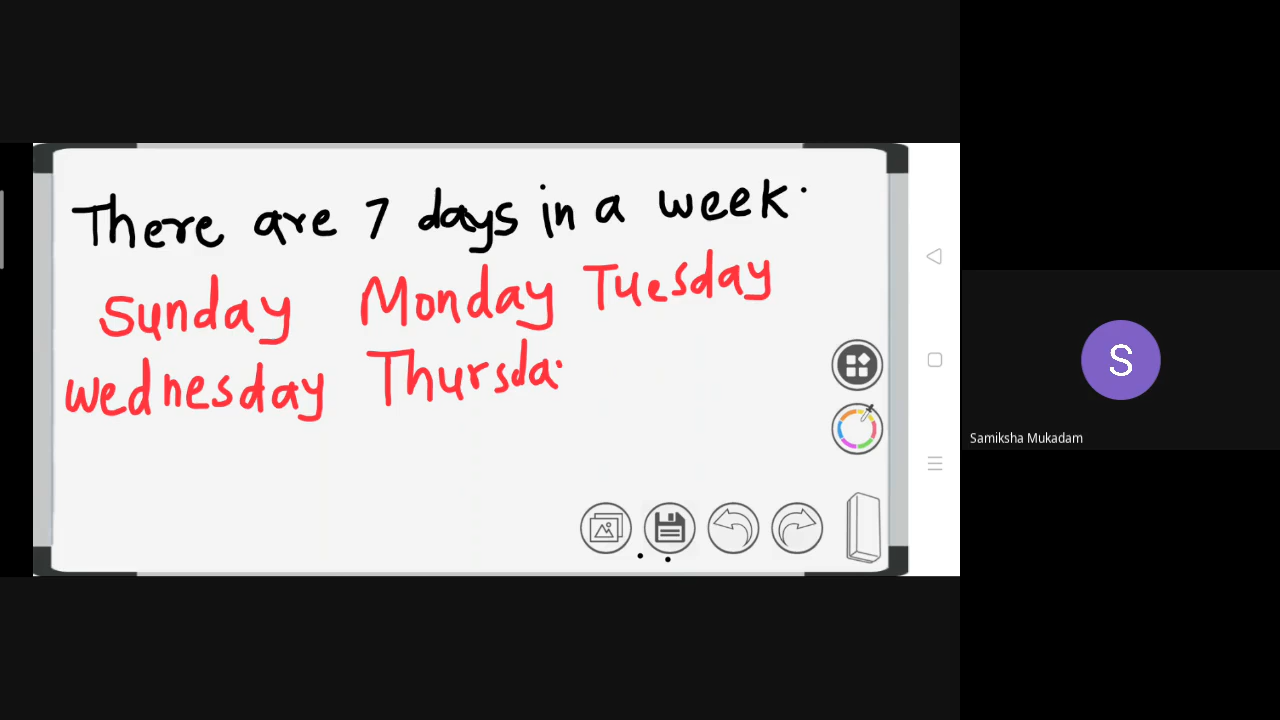 There are 7 days in a week.
Sunday Monday Tuesday
Wednesday Thursda
S
Samiksha Mukadam